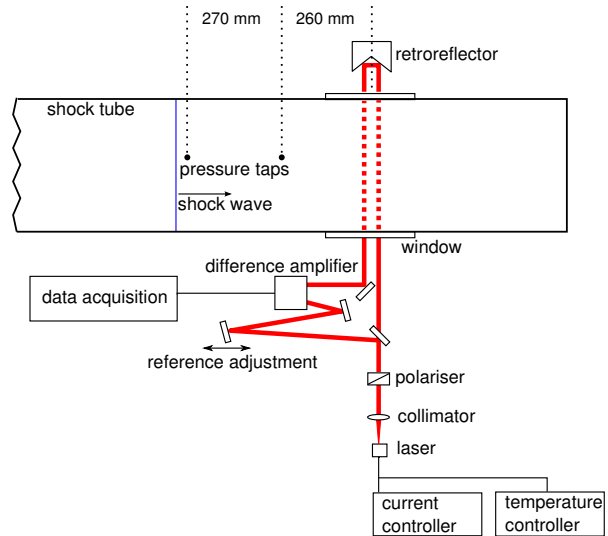 270 mm
260 mm
retroreflector
shock tube
pressure taps
shock wave
window
difference amplifier
data acquisition
reference adjustment
polariser
collimator
laser
current
controller
temperature
controller